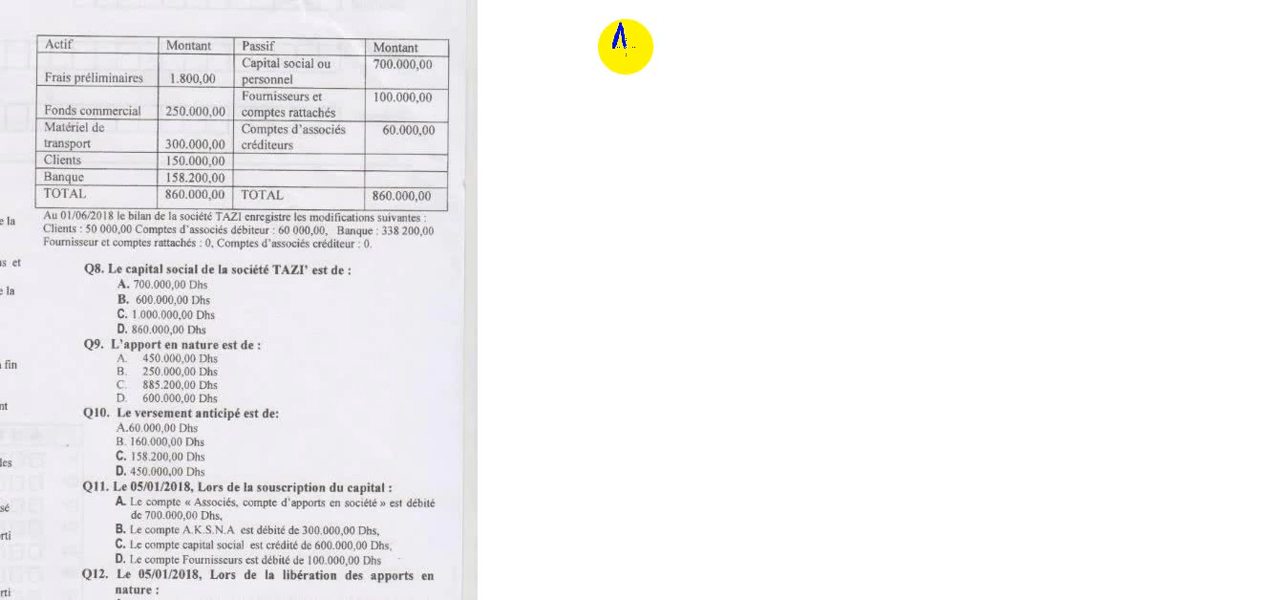 Actif Montant Passif Montant
Frais préliminaires 1.800,00 Capital social ou personnel 700.000,00
Fonds commercial 250.000,00 Fournisseurs et comptes rattachés 100.000,00
Matériel de transport 300.000,00 Comptes d'associés créditeurs 60.000,00
Clients 150.000,00
Banque 158.200,00
TOTAL 860.000,00 TOTAL 860.000,00
Au 01/06/2018 le bilan de la société TAZI enregistre les modifications suivantes :
Clients : 50 000,00 Comptes d'associés débiteur : 60 000,00, Banque : 338 200,00
Fournisseur et comptes rattachés : 0, Comptes d'associés créditeur : 0.
e la
s et
e la
fin
nt
les
sé
rti
rti
Q8. Le capital social de la société TAZI' est de :
A. 700.000,00 Dhs
B. 600.000,00 Dhs
C. 1.000.000,00 Dhs
D. 860.000,00 Dhs
Q9. L'apport en nature est de :
A. 450.000,00 Dhs
B. 250.000,00 Dhs
C. 885.200,00 Dhs
D. 600.000,00 Dhs
Q10. Le versement anticipé est de:
A.60.000,00 Dhs
B. 160.000,00 Dhs
C. 158.200,00 Dhs
D. 450.000,00 Dhs
Q11. Le 05/01/2018, Lors de la souscription du capital :
A. Le compte « Associés, compte d'apports en société » est débité
de 700.000,00 Dhs,
B. Le compte A.K.S.N.A est débité de 300.000,00 Dhs,
C. Le compte capital social est crédité de 600.000,00 Dhs,
D. Le compte Fournisseurs est débité de 100.000,00 Dhs
Q12. Le 05/01/2018, Lors de la libération des apports en
nature :